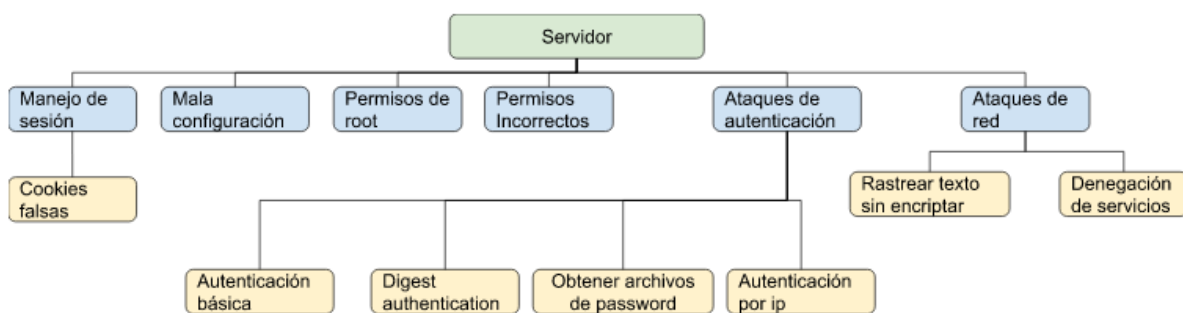 Servidor
Manejo de
sesión
Mala
configuración
Permisos de
root
Permisos
Incorrectos
Ataques de
autenticación
Ataques de
red
Cookies
falsas
Rastrear texto
sin encriptar
Denegación
de servicios
Autenticación
básica
Digest
authentication
Obtener archivos
de password
Autenticación
por ip